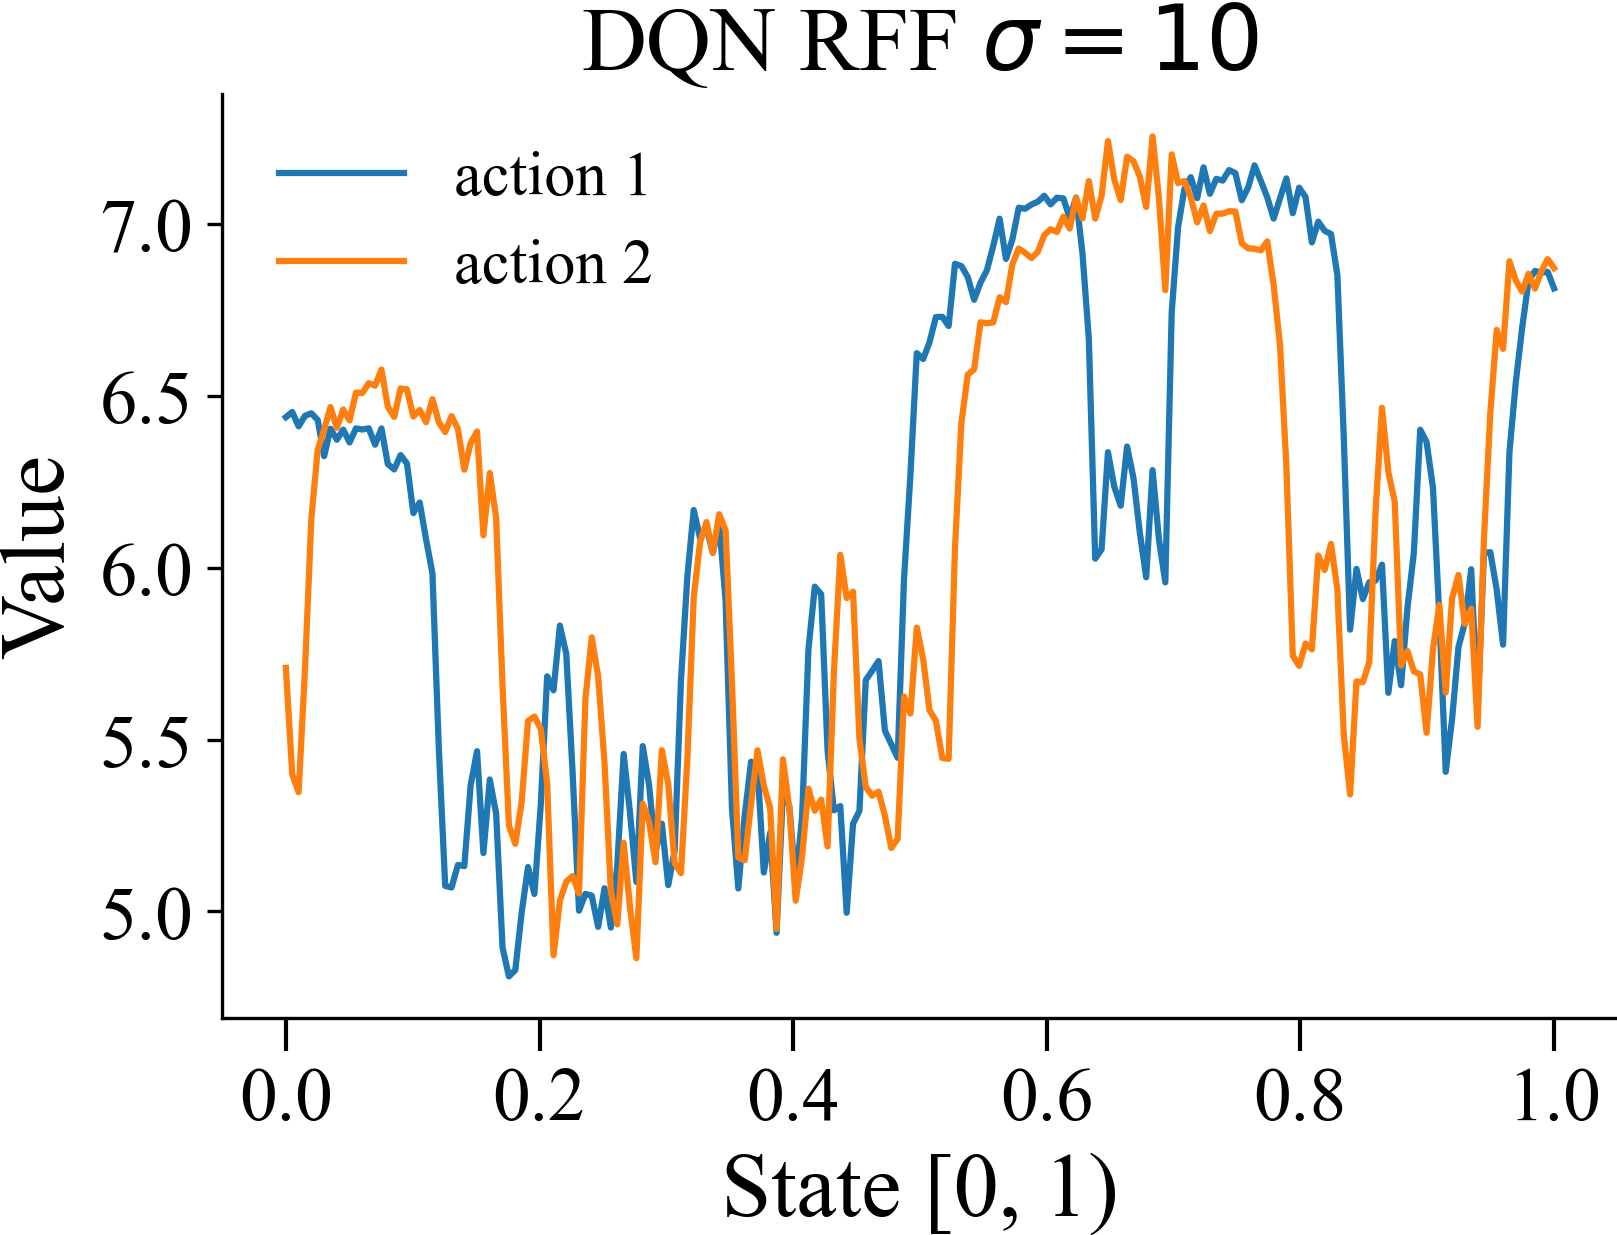 DQN RFF σ = 10
action 1
action 2
Value
7.0
6.5
6.0
5.5
5.0
0.0 0.2 0.4 0.6 0.8 1.0
State [0, 1)